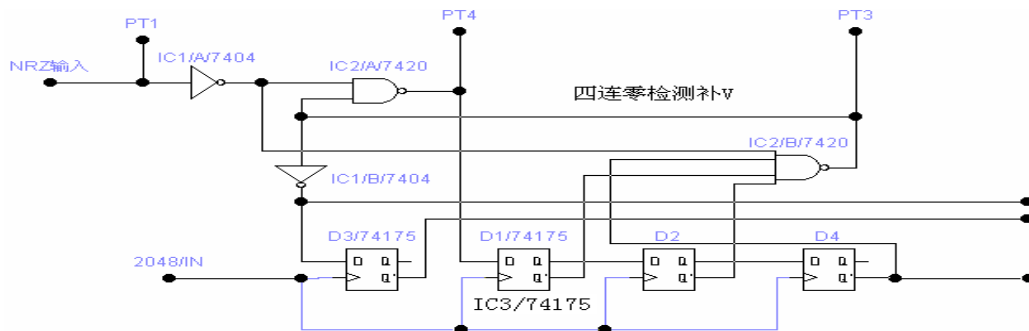 PT1
PT4
PT3
IC1/A/7404
NRZ输入
IC2/A/7420
四连零检测补V
IC2/B/7420
IC1/B/7404
D3/74175
D1/74175
D2
D4
2048/IN
D Q
Q'
D Q
Q'
D Q
Q'
D Q
Q'
IC3/74175